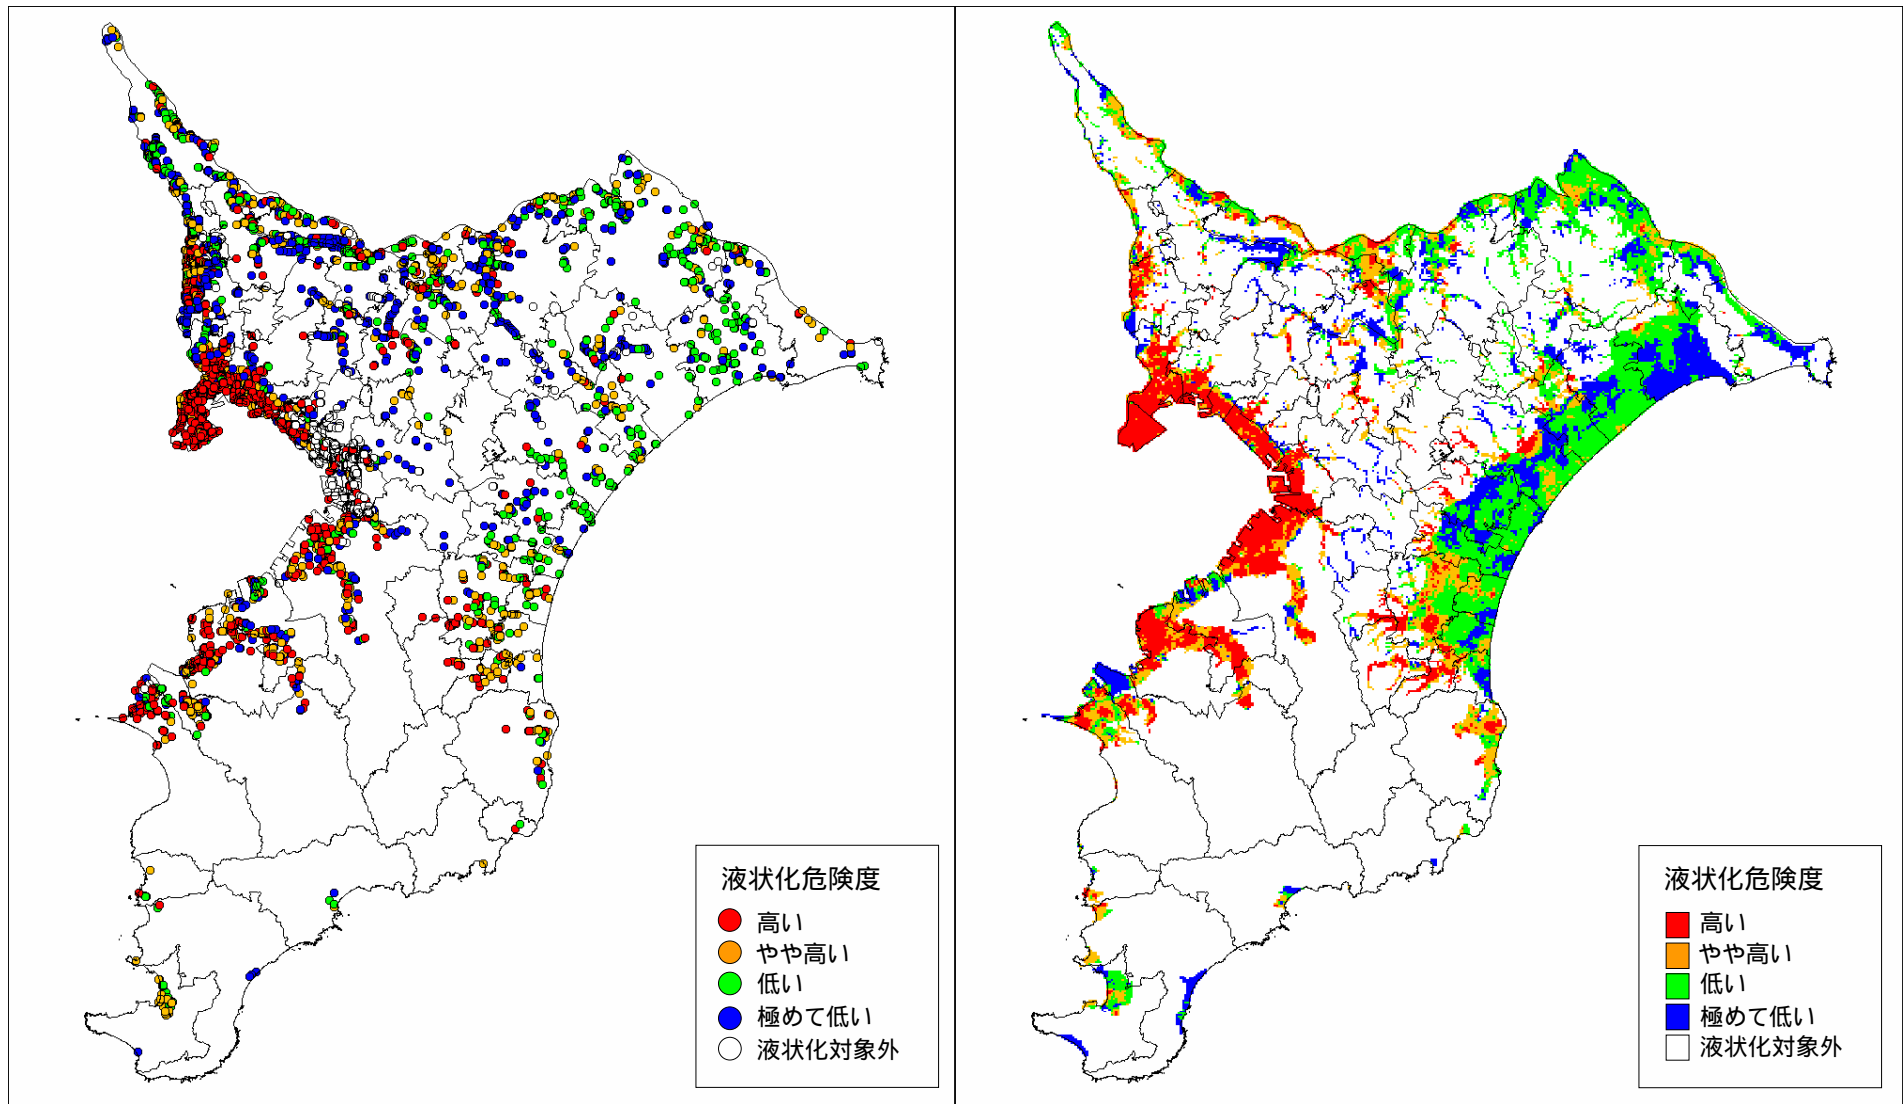 液状化危険度
高い
やや高い
低い
極めて低い
液状化対象外
液状化危険度
高い
やや高い
低い
極めて低い
液状化対象外